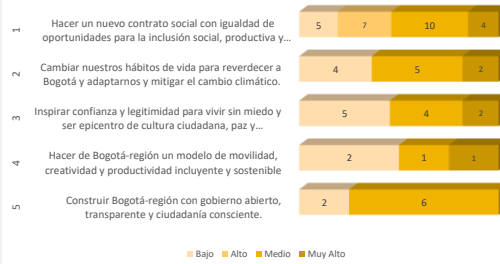 1
Hacer un nuevo contrato social con igualdad de
oportunidades para la inclusión social, productiva y…
5 7 10 4
2
Cambiar nuestros hábitos de vida para reverdecer a
Bogotá y adaptarnos y mitigar el cambio climático.
4 5 2
3
Inspirar confianza y legitimidad para vivir sin miedo y
ser epicentro de cultura ciudadana, paz y…
5 4 2
4
Hacer de Bogotá-región un modelo de movilidad,
creatividad y productividad incluyente y sostenible
2 1 1
5
Construir Bogotá-región con gobierno abierto,
transparente y ciudadanía consciente.
2 6
Bajo Alto Medio Muy Alto